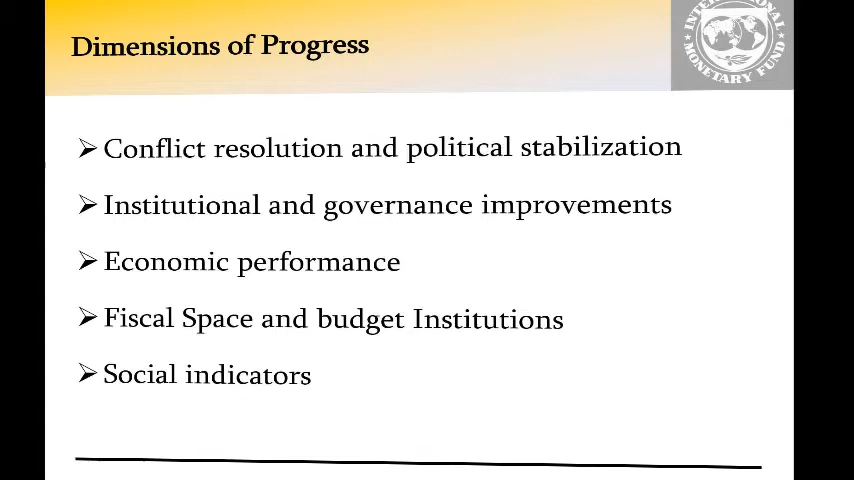 Dimensions of Progress
INTERNATIONAL MONETARY FUND
Conflict resolution and political stabilization
Institutional and governance improvements
Economic performance
Fiscal Space and budget Institutions
Social indicators